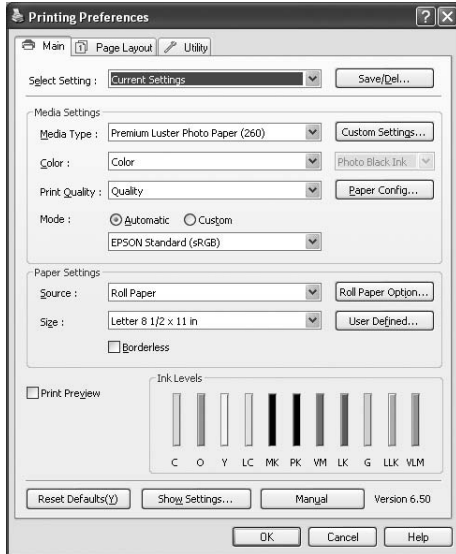 Printing Preferences
Main Page Layout Utility
Select Setting : Current Settings Save/Del...
Media Settings
Media Type : Premium Luster Photo Paper (260) Custom Settings...
Color : Color Photo Black Ink
Print Quality : Quality Paper Config...
Mode : Automatic Custom
EPSON Standard (sRGB)
Paper Settings
Source : Roll Paper Roll Paper Option...
Size : Letter 8 1/2 x 11 in User Defined...
Borderless
Print Preview
Ink Levels
C O Y LC MK PK VM LK G LLK VLM
Reset Defaults(Y) Show Settings... Manual Version 6.50
OK Cancel Help